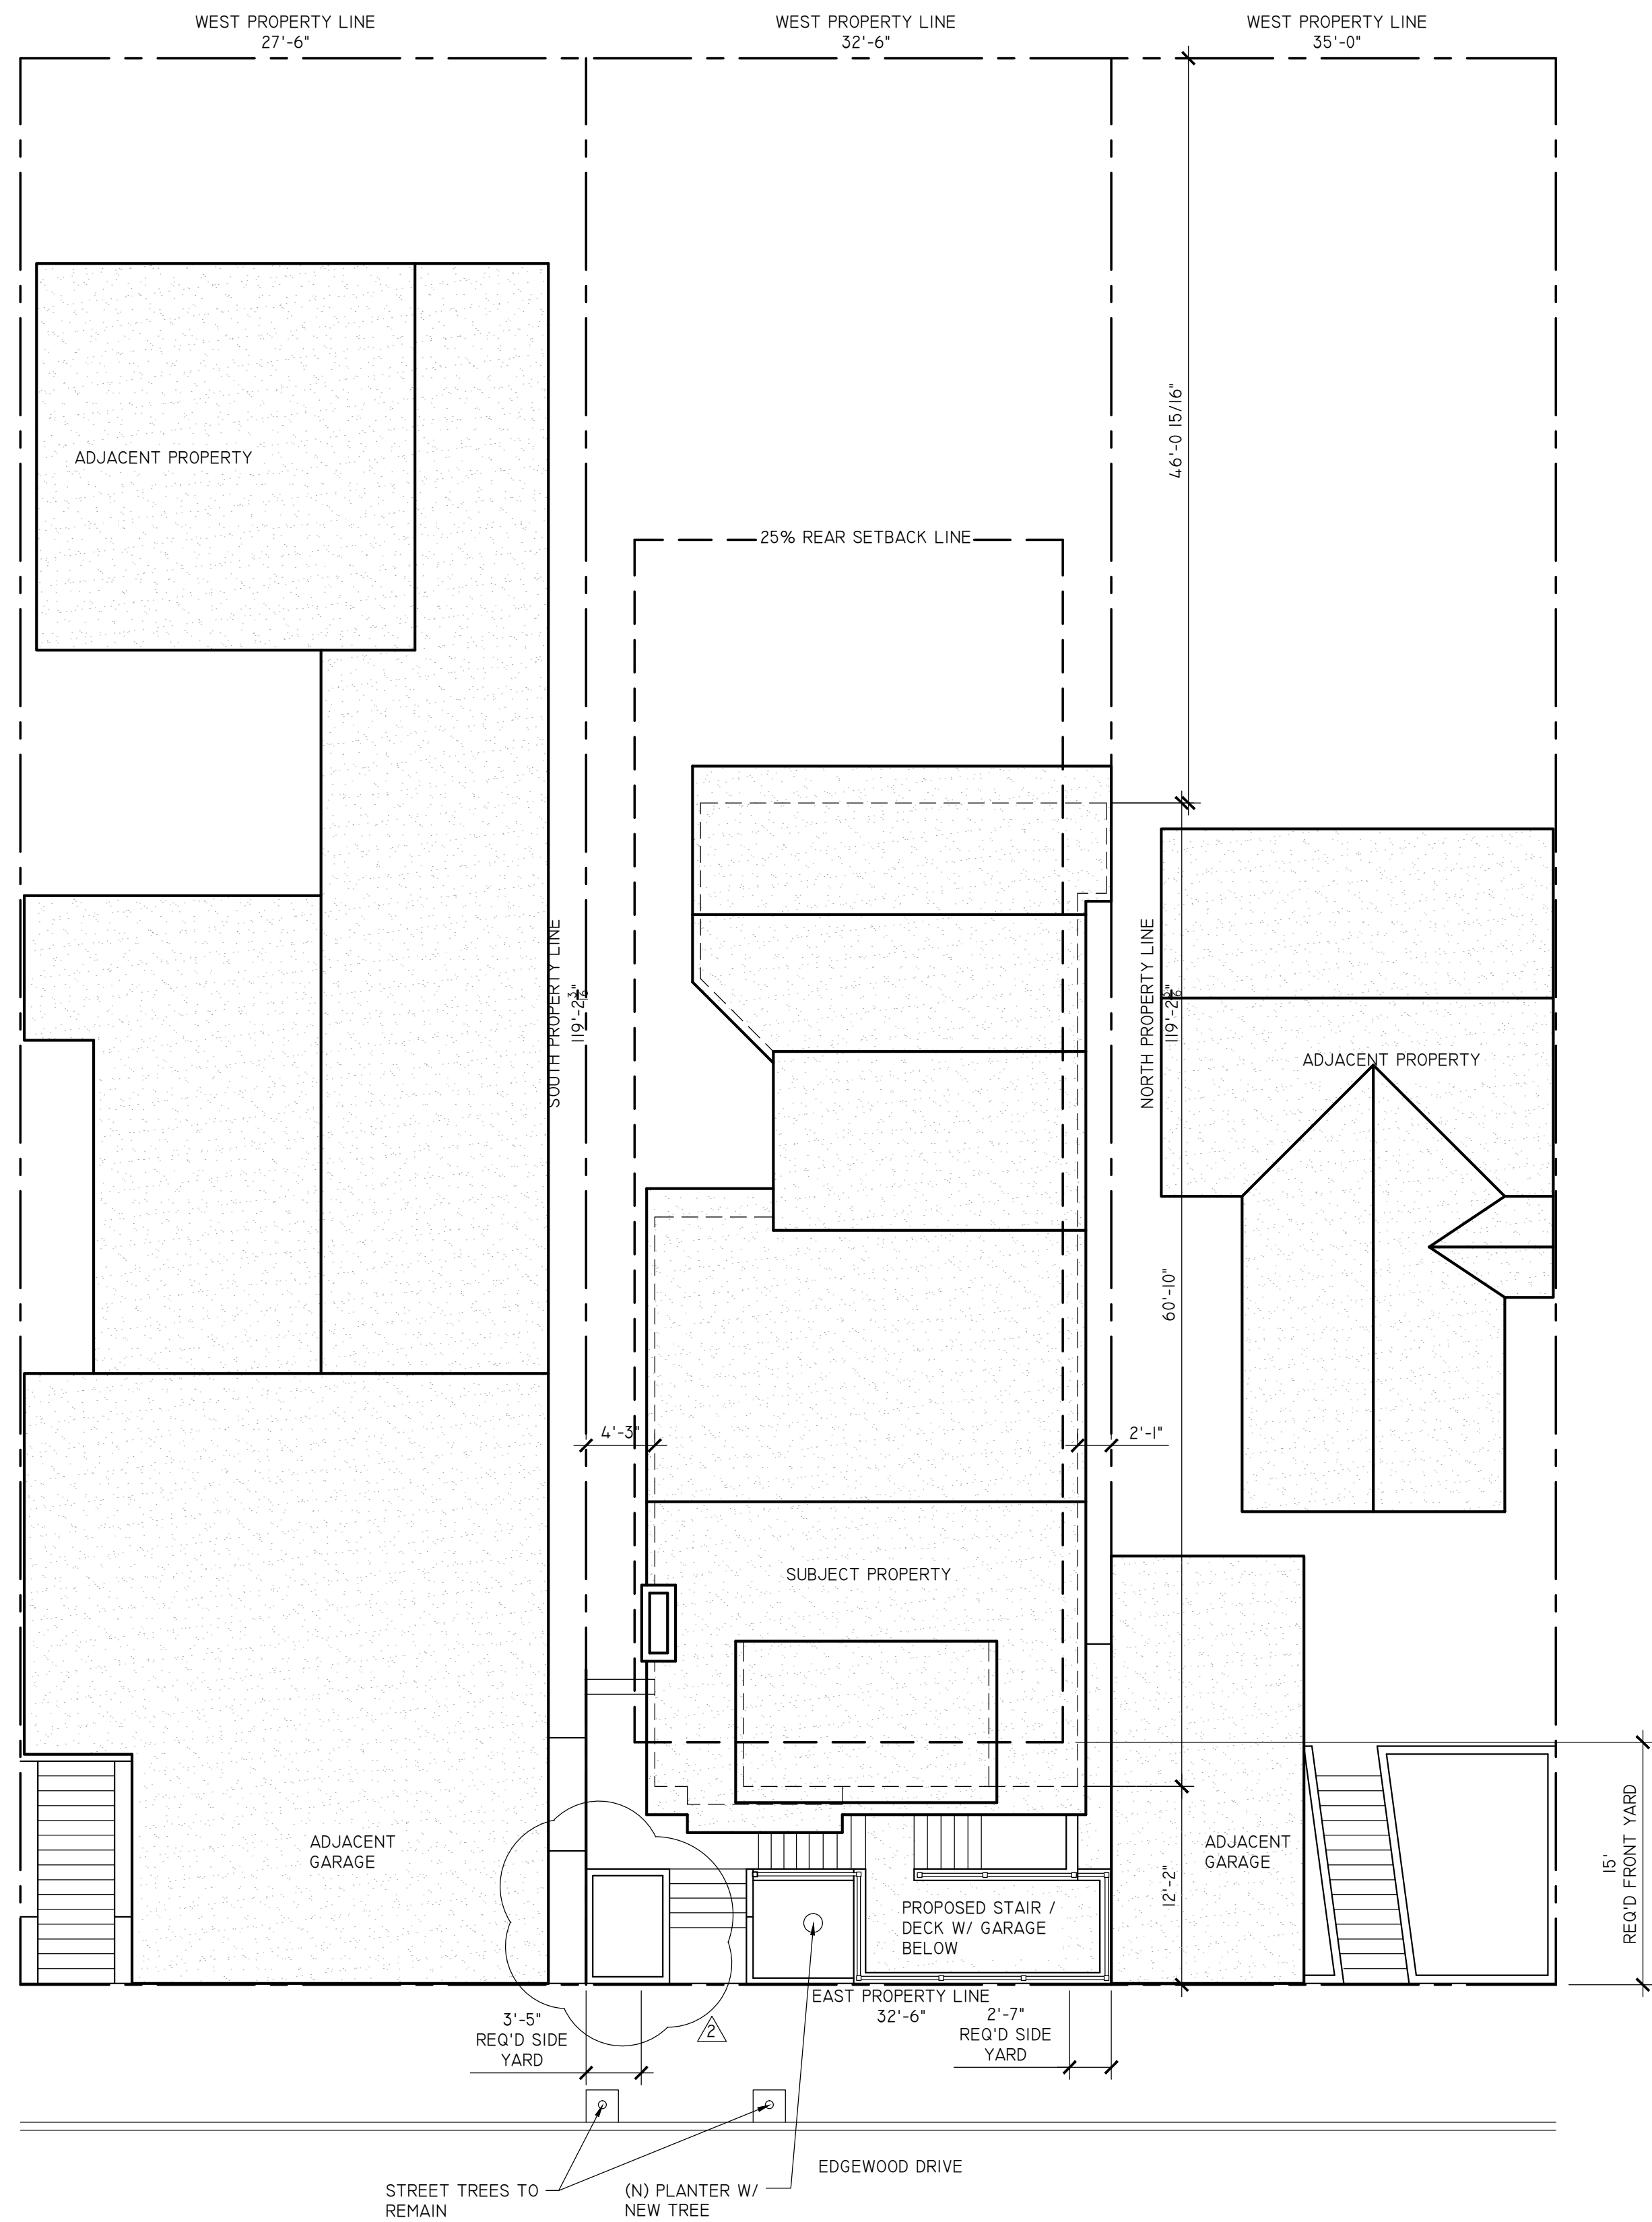 WEST PROPERTY LINE
27'-6"
WEST PROPERTY LINE
32'-6"
WEST PROPERTY LINE
35'-0"
46'-0 15/16"
ADJACENT PROPERTY
25% REAR SETBACK LINE
SOUTH PROPERTY LINE
NORTH PROPERTY LINE
ADJACENT PROPERTY
60'-10"
4'-3"
2'-1"
SUBJECT PROPERTY
ADJACENT
GARAGE
ADJACENT
GARAGE
12'-2"
15'
REQ'D FRONT YARD
PROPOSED STAIR /
DECK W/ GARAGE
BELOW
EAST PROPERTY LINE
32'-6"
3'-5"
REQ'D SIDE
YARD
2
2'-7"
REQ'D SIDE
YARD
EDGEWOOD DRIVE
STREET TREES TO
REMAIN
(N) PLANTER W/
NEW TREE